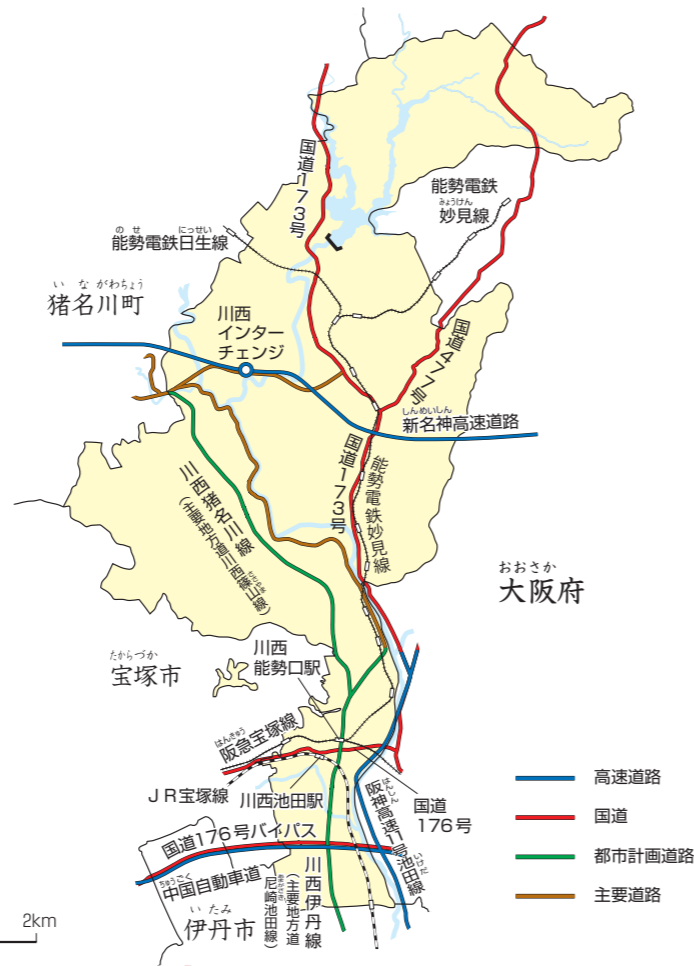 国道173号
能勢電鉄
みょうけん
妙見線
のせ にっせい
能勢電鉄日生線
いながわちょう
猪名川町
川西
インター
チェンジ
国道477号
しんめいしん
新名神高速道路
国道173号
能勢電鉄妙見線
川西猪名川線
(主要地方道川西篠山線)
ささやま
おおさか
大阪府
川西
能勢口駅
たからづか
宝塚市
はんきゅう
阪急宝塚線
JR宝塚線
川西池田駅
国道
176号
はんしん
阪神高速1号池田線
いけだ
国道176号バイパス
ちゅうごく
中国自動車道
いたみ
伊丹市
川西伊丹線
(主要地方道
尼崎池田線)
高速道路
国道
都市計画道路
主要道路
2km